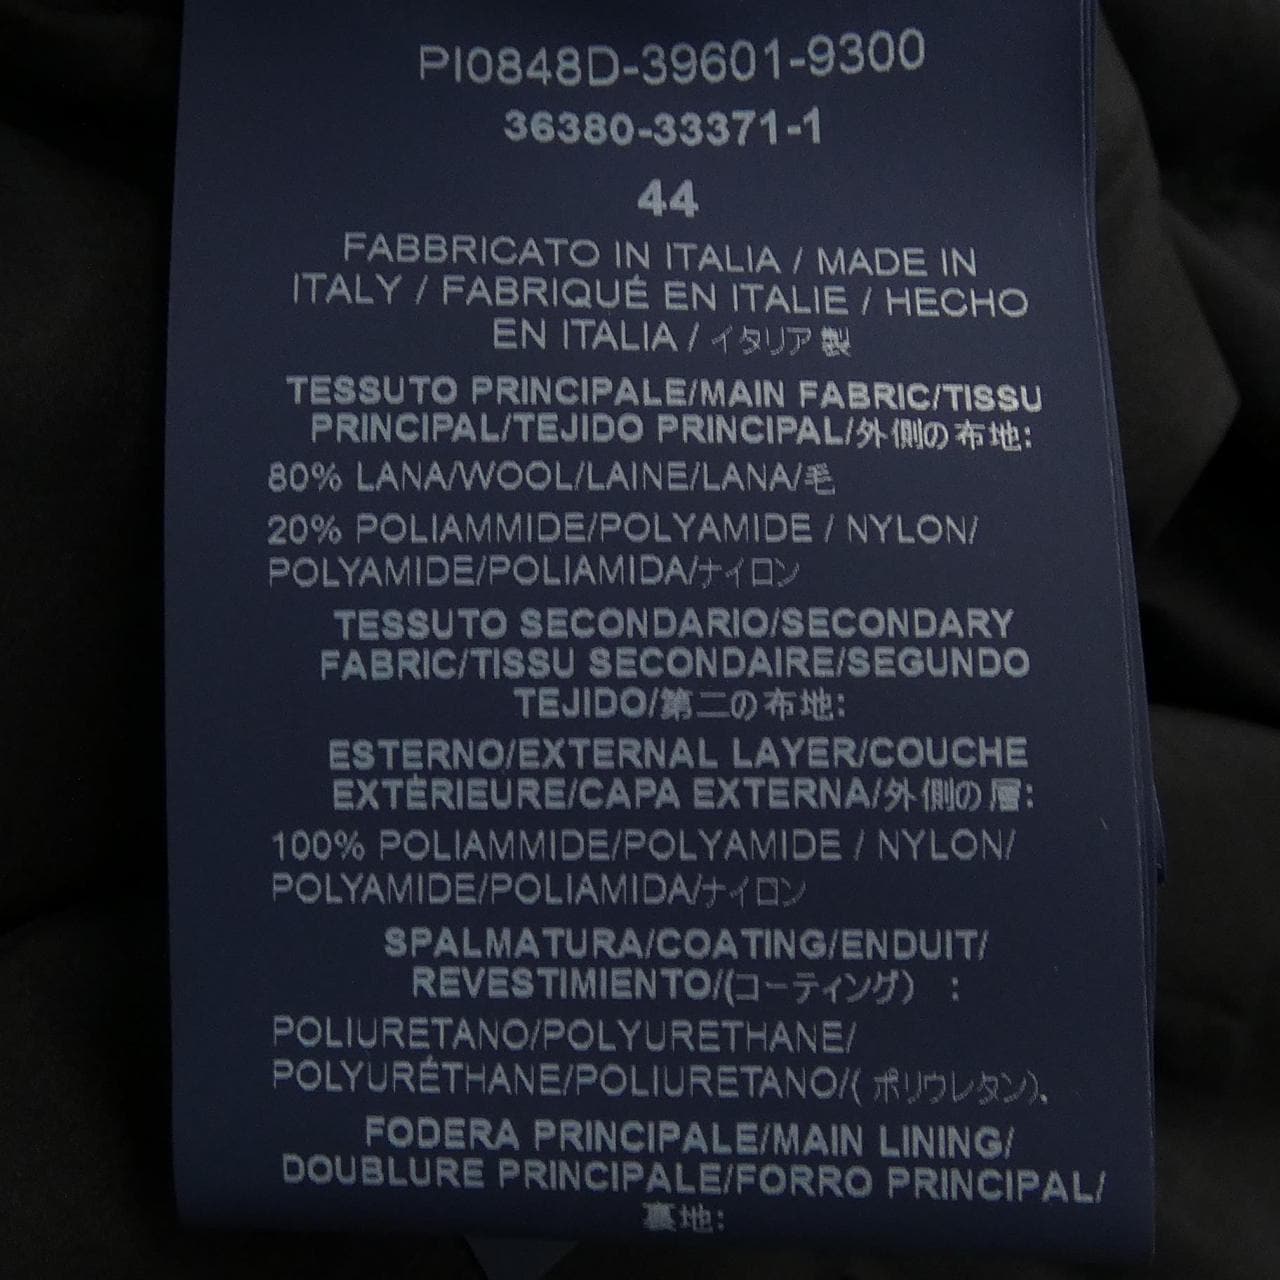 PI0848D-39601-9300
36380-33371-1
44
FABBRICATO IN ITALIA / MADE IN
ITALY / FABRIQUÉ EN ITALIE / HECHO
EN ITALIA / イタリア製
TESSUTO PRINCIPALE/MAIN FABRIC/TISSU
PRINCIPAL/TEJIDO PRINCIPAL/外側の布地:
80% LANA/WOOL/LAINE/LANA/毛
20% POLIAMMIDE/POLYAMIDE / NYLON/
POLYAMIDE/POLIAMIDA/ナイロン
TESSUTO SECONDARIO/SECONDARY
FABRIC/TISSU SECONDAIRE/SEGUNDO
TEJIDO/第二の布地:
ESTERNO/EXTERNAL LAYER/COUCHE
EXTÉRIEURE/CAPA EXTERNA/外側の層:
100% POLIAMMIDE/POLYAMIDE / NYLON/
POLYAMIDE/POLIAMIDA/ナイロン
SPALMATURA/COATING/ENDUIT/
REVESTIMIENTO/(コーティング) :
POLIURETANO/POLYURETHANE/
POLYURÉTHANE/POLIURETANO/( ポリウレタン).
FODERA PRINCIPALE/MAIN LINING/
DOUBLURE PRINCIPALE/FORRO PRINCIPAL/
裏地: